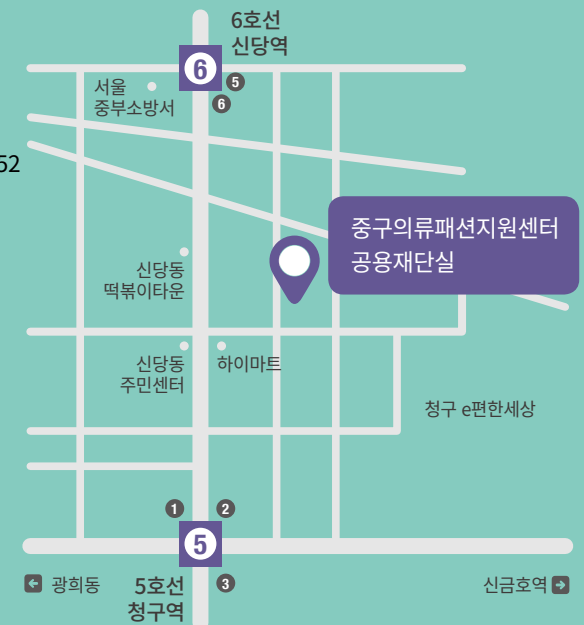 6호선
신당역
6
5
6
서울
중부소방서
52
중구의류패션지원센터
공용재단실
신당동
떡볶이타운
신당동
주민센터
하이마트
청구 e편한세상
1
2
5
3
광희동
5호선
청구역
신금호역